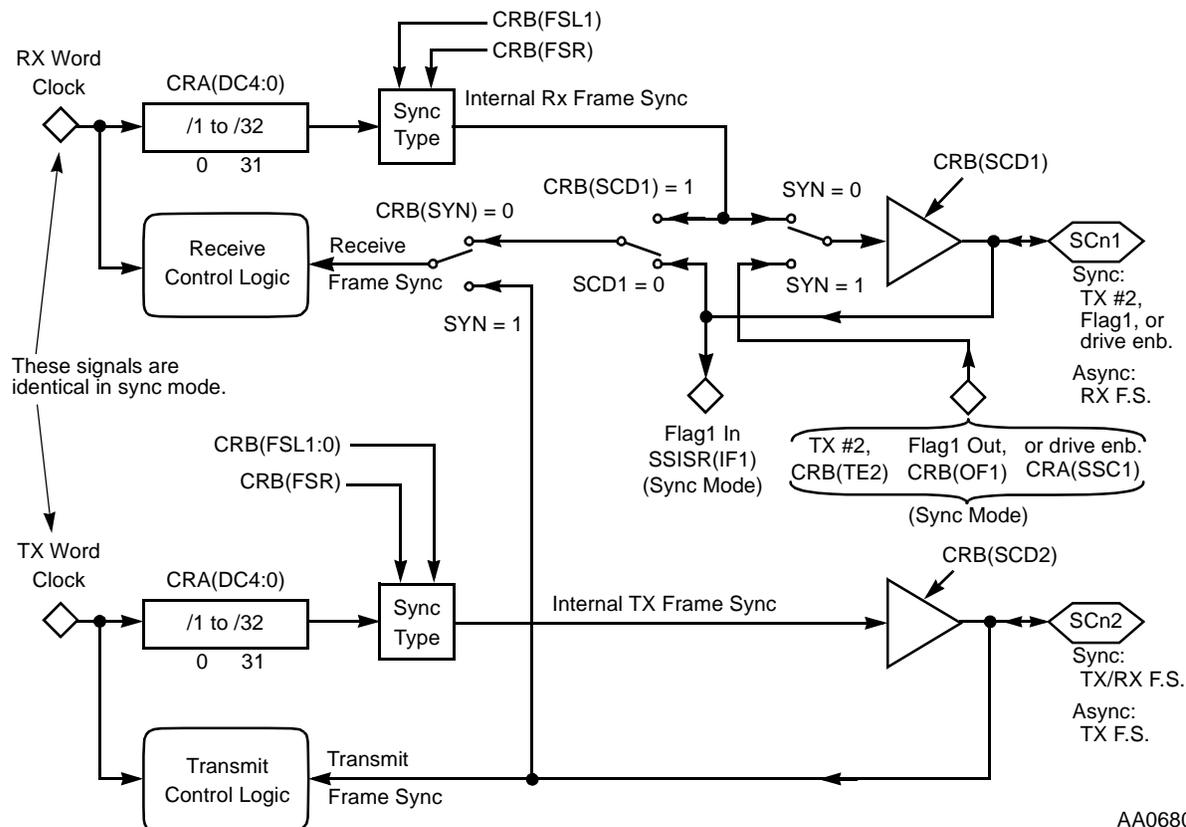 CRB(FSL1)
CRB(FSR)
RX Word
Clock
CRA(DC4:0)
/1 to /32
0 31
Sync
Type
Internal Rx Frame Sync
CRB(SCD1)
CRB(SCD1) = 1
SYN = 0
CRB(SYN) = 0
Receive
Control Logic
Receive
Frame Sync
SCD1 = 0
SYN = 1
SYN = 1
SCn1
Sync:
TX #2,
Flag1, or
drive enb.
Async:
RX F.S.
These signals are
identical in sync mode.
Flag1 In
SSISR(IF1)
(Sync Mode)
TX #2,
CRB(TE2)
Flag1 Out,
CRB(OF1)
or drive enb.
CRA(SSC1)
(Sync Mode)
CRB(FSL1:0)
CRB(FSR)
TX Word
Clock
CRA(DC4:0)
/1 to /32
0 31
Sync
Type
Internal TX Frame Sync
CRB(SCD2)
SCn2
Sync:
TX/RX F.S.
Async:
TX F.S.
Transmit
Control Logic
Transmit
Frame Sync
AA0680